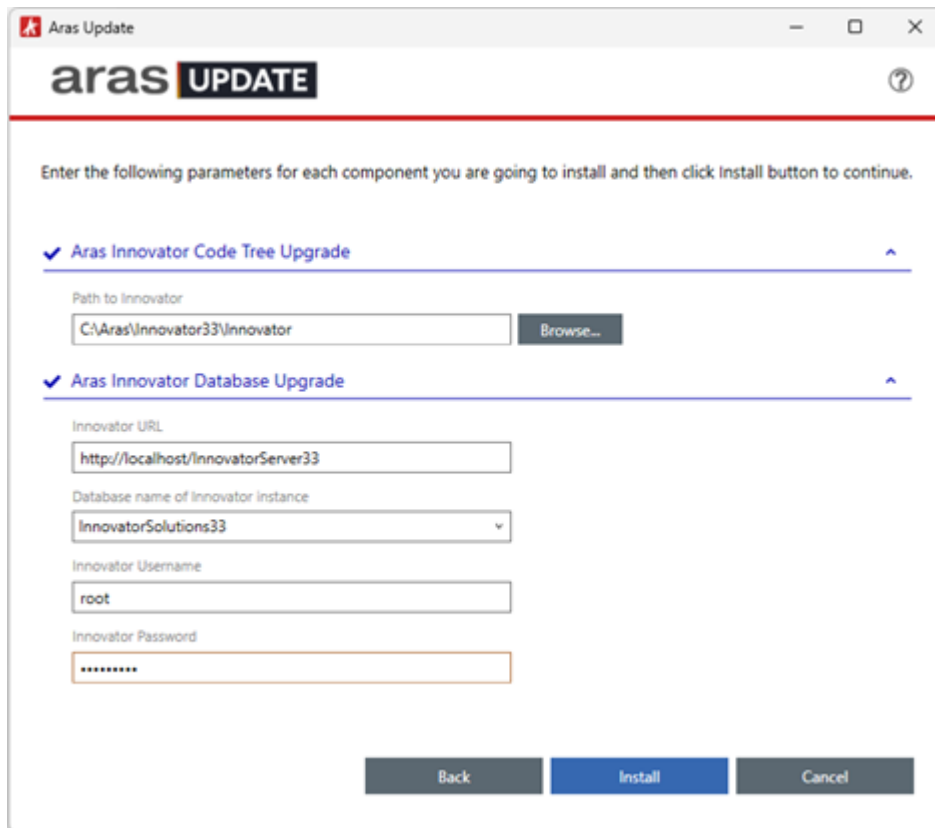 Aras Update
aras UPDATE
Enter the following parameters for each component you are going to install and then click Install button to continue.
Aras Innovator Code Tree Upgrade
Path to Innovator
C:\Aras\Innovator33\Innovator
Browse...
Aras Innovator Database Upgrade
Innovator URL
http://localhost/InnovatorServer33
Database name of Innovator instance
InnovatorSolutions33
Innovator Username
root
Innovator Password
•••••••••
Back Install Cancel